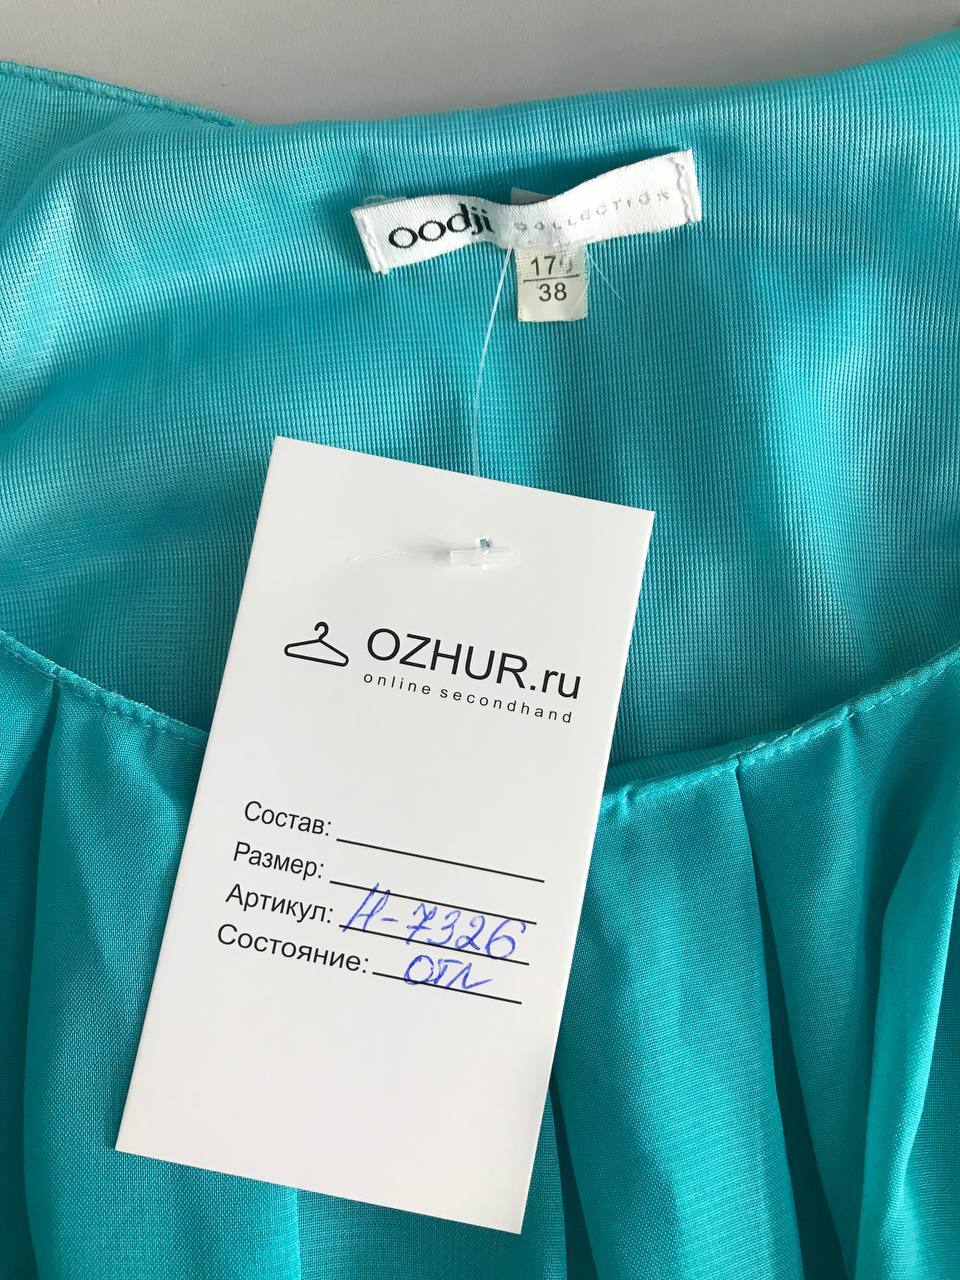 oodji COLLECTION
170
38
OZHUR.ru
online secondhand
Состав:
Размер:
Артикул: Н-7326
Состояние: отл